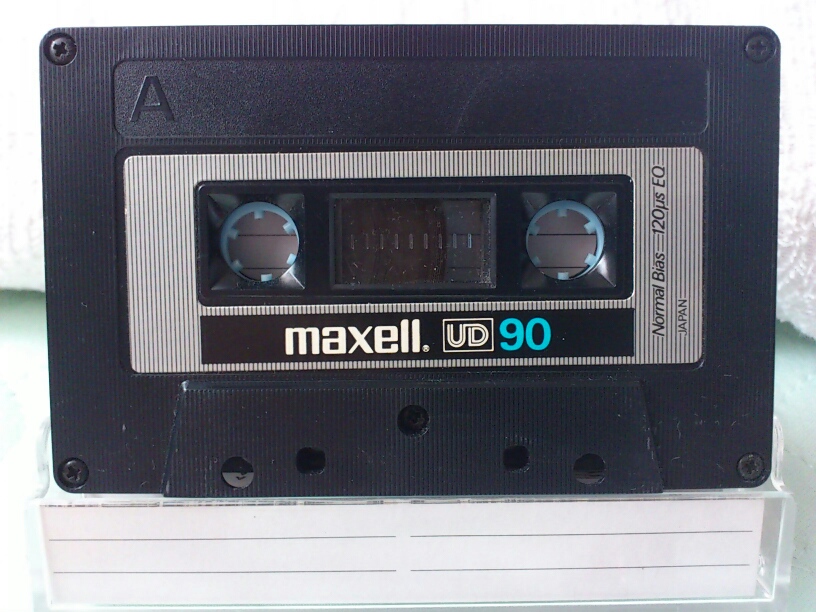 A
maxell. UD 90
Normal Bias — 120µs EQ
JAPAN